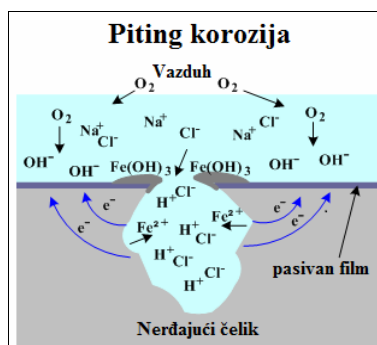 Piting korozija
Vazduh
O₂ O₂
O₂ Na⁺ Na⁺ Cl⁻ O₂
Cl⁻ Cl⁻ Na⁺ Cl⁻
OH⁻ OH⁻ Fe(OH)₃ Fe(OH)₃ OH⁻ OH⁻
H⁺ Cl⁻
e⁻ e⁻
e⁻ Fe²⁺ H⁺ Cl⁻ Fe²⁺ e⁻
H⁺ Cl⁻
pasivan film
H⁺ Cl⁻
Nerđajući čelik